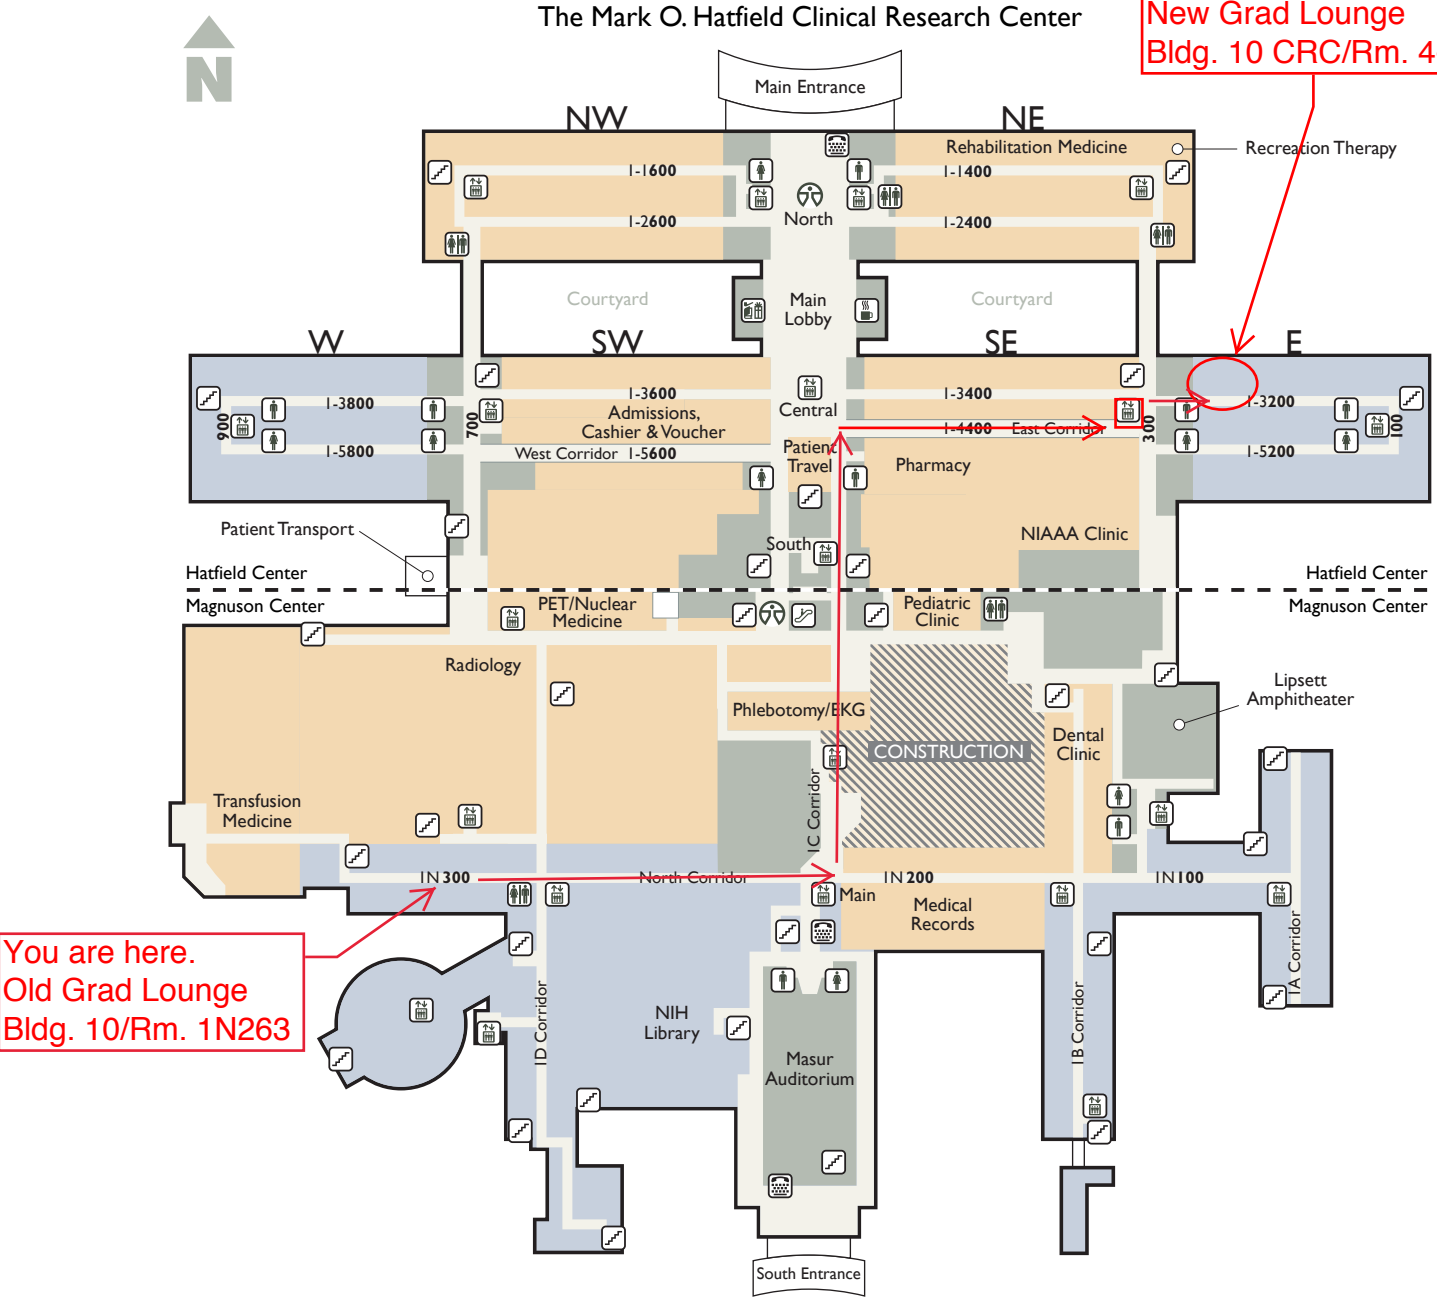 The Mark O. Hatfield Clinical Research Center
New Grad Lounge
Bldg. 10 CRC/Rm. 4
N
Main Entrance
NW
NE
Rehabilitation Medicine
Recreation Therapy
1-1600
1-1400
North
1-2600
1-2400
Courtyard
Main
Lobby
Courtyard
W
SW
SE
E
1-3800
1-3600
1-3400
1-3200
900
700
Admissions,
Cashier & Voucher
Central
300
100
1-4400 East Corridor
1-5800
West Corridor 1-5600
Patient
Travel
Pharmacy
1-5200
Patient Transport
South
NIAAA Clinic
Hatfield Center
Hatfield Center
Magnuson Center
Magnuson Center
PET/Nuclear
Medicine
Pediatric
Clinic
Radiology
Lipsett
Amphitheater
Phlebotomy/EKG
CONSTRUCTION
Dental
Clinic
Transfusion
Medicine
1C Corridor
1N 300
North Corridor
1N 200
1N 100
Main
Medical
Records
You are here.
Old Grad Lounge
Bldg. 10/Rm. 1N263
1A Corridor
1D Corridor
NIH
Library
1B Corridor
Masur
Auditorium
South Entrance